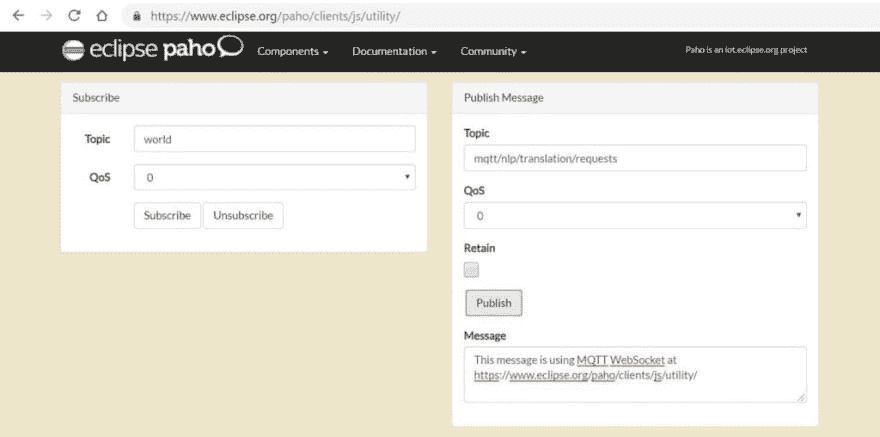 https://www.eclipse.org/paho/clients/js/utility/
eclipse paho
Components
Documentation
Community
Paho is an iot.eclipse.org project
Subscribe
Topic
world
QoS
0
Subscribe
Unsubscribe
Publish Message
Topic
mqtt/nlp/translation/requests
QoS
0
Retain
Publish
Message
This message is using MQTT WebSocket at
https://www.eclipse.org/paho/clients/js/utility/